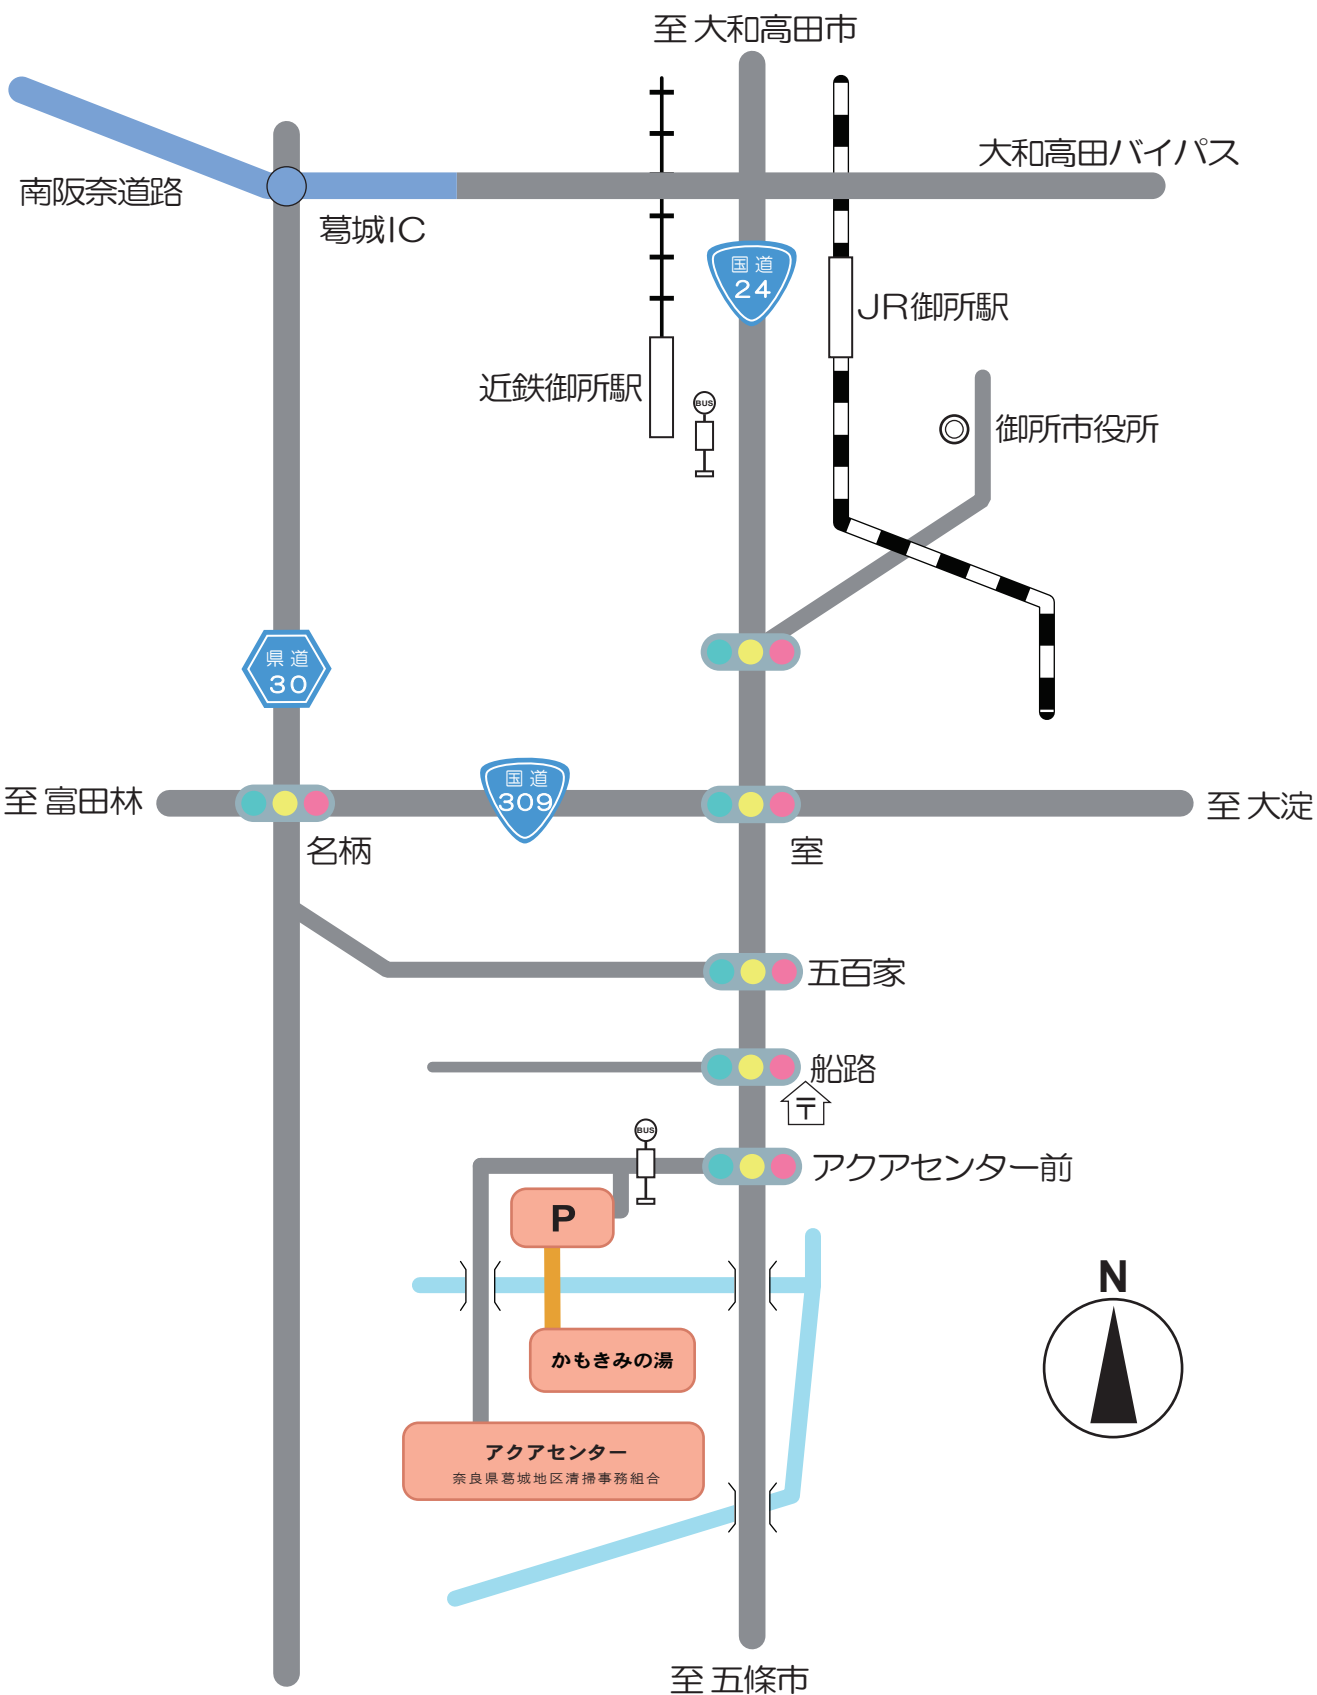 至 大和高田市
大和高田バイパス
南阪奈道路
葛城IC
国道
24
JR御所駅
近鉄御所駅
BUS
御所市役所
県道
30
国道
309
至 富田林
至 大淀
名柄
室
五百家
船路
〒
BUS
アクアセンター前
P
N
かもきみの湯
アクアセンター
奈良県葛城地区清掃事務組合
至 五條市